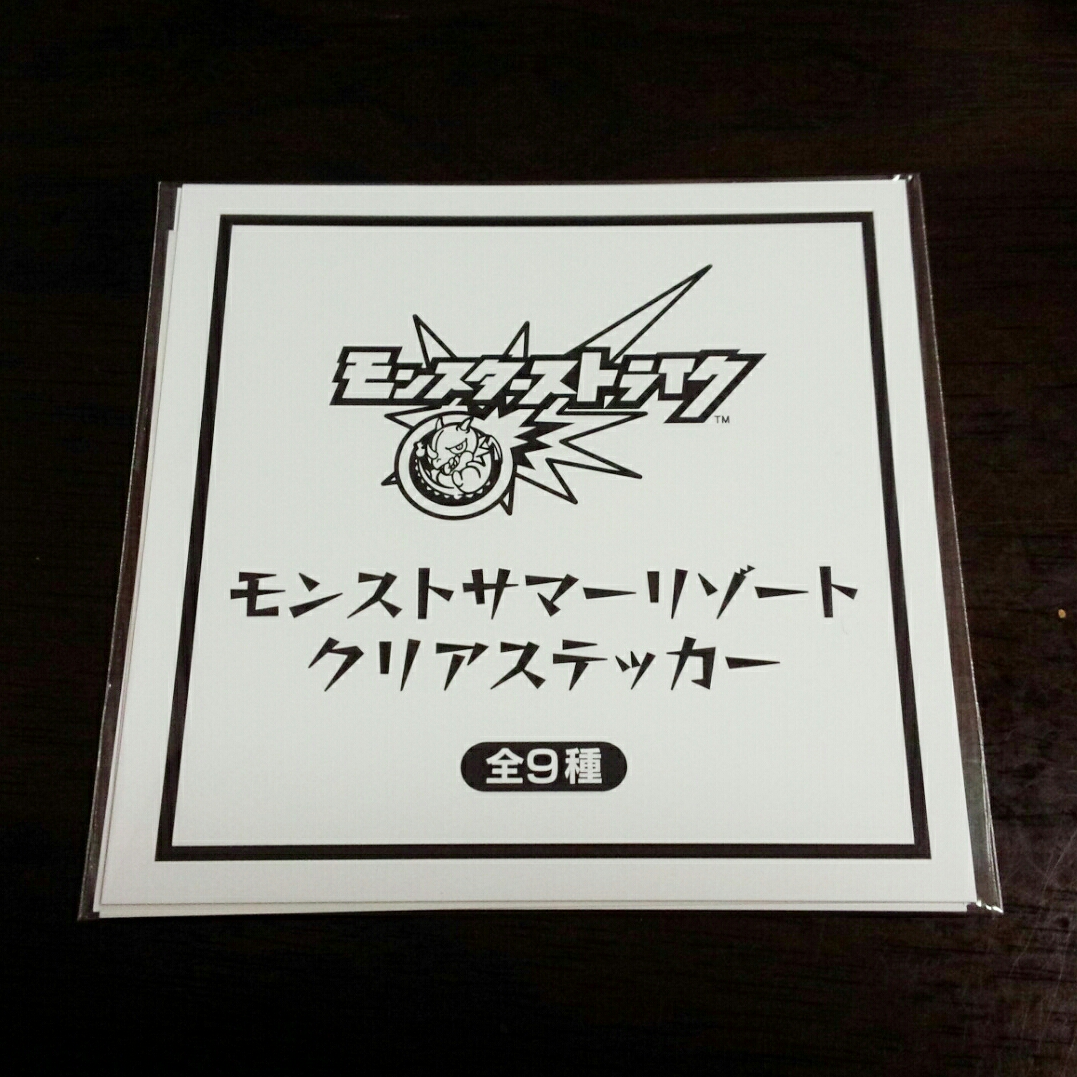 モンスターストライク
TM
モンストサマーリゾート
クリアステッカー
全9種